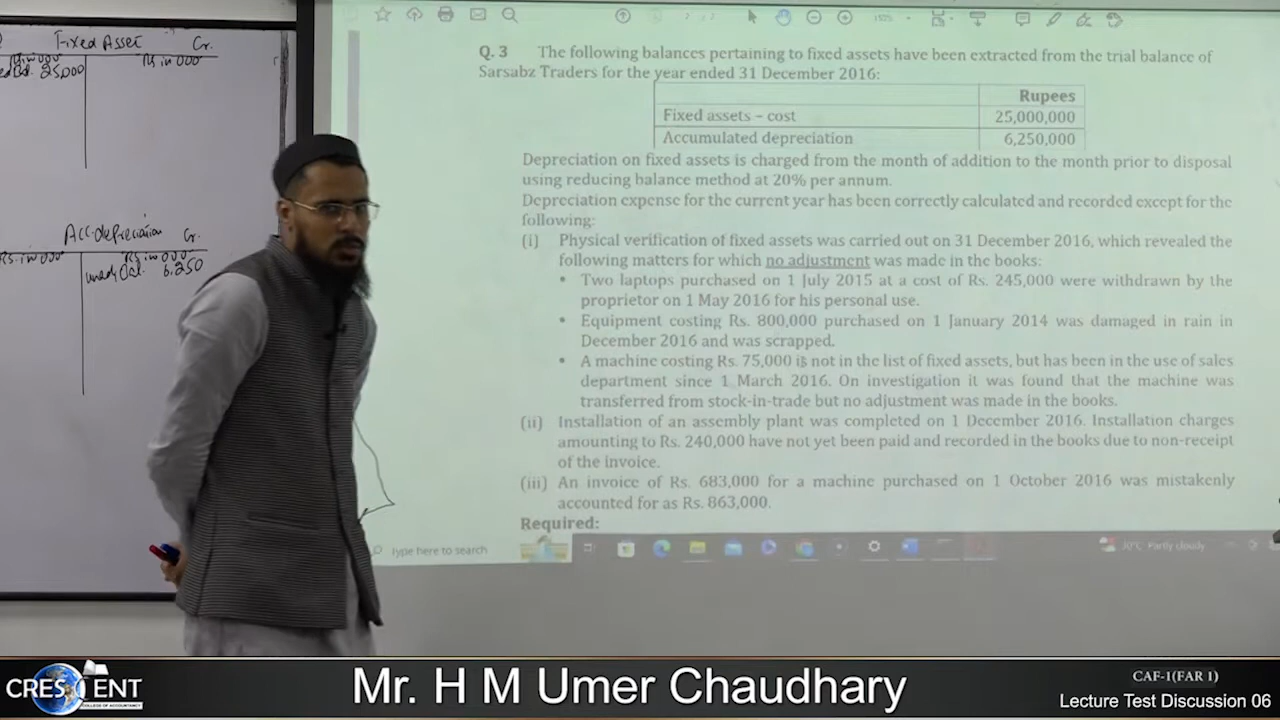 Fixed Asset Cr.
Rs in 000 Rs in 000
Bal. 25,000
Acc. depreciation Cr.
Rs. in 000 Rs in 000
unadj Bal. 6,250
Q. 3 The following balances pertaining to fixed assets have been extracted from the trial balance of
Sarsabz Traders for the year ended 31 December 2016:
Rupees
Fixed assets – cost 25,000,000
Accumulated depreciation 6,250,000
Depreciation on fixed assets is charged from the month of addition to the month prior to disposal
using reducing balance method at 20% per annum.
Depreciation expense for the current year has been correctly calculated and recorded except for the
following:
(i) Physical verification of fixed assets was carried out on 31 December 2016, which revealed the
following matters for which no adjustment was made in the books:
• Two laptops purchased on 1 July 2015 at a cost of Rs. 245,000 were withdrawn by the
proprietor on 1 May 2016 for his personal use.
• Equipment costing Rs. 800,000 purchased on 1 January 2014 was damaged in rain in
December 2016 and was scrapped.
• A machine costing Rs. 75,000 is not in the list of fixed assets, but has been in the use of sales
department since 1 March 2016. On investigation it was found that the machine was
transferred from stock-in-trade but no adjustment was made in the books.
(ii) Installation of an assembly plant was completed on 1 December 2016. Installation charges
amounting to Rs. 240,000 have not yet been paid and recorded in the books due to non-receipt
of the invoice.
(iii) An invoice of Rs. 683,000 for a machine purchased on 1 October 2016 was mistakenly
accounted for as Rs. 863,000.
Required:
Type here to search
30°C Partly cloudy
CRESCENT
COLLEGE OF ACCOUNTANCY
Mr. H M Umer Chaudhary
CAF-1(FAR 1)
Lecture Test Discussion 06